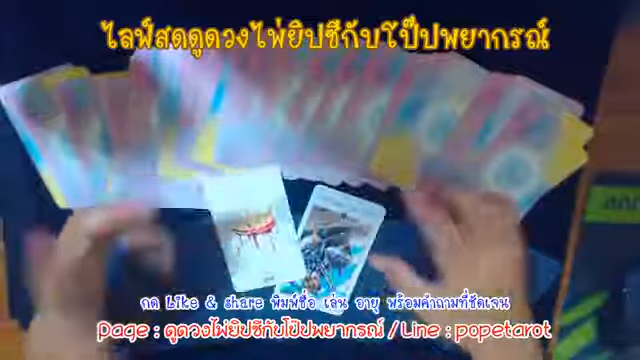 ไลฟ์สดดูดวงไพ่ยิปซีกับโป๊ปพยากรณ์
กด Like & share พิมพ์ชื่อ เล่น อายุ พร้อมคำถามที่ชัดเจน
Page : ดูดวงไพ่ยิปซีกับโป๊ปพยากรณ์ / Line : popetarot